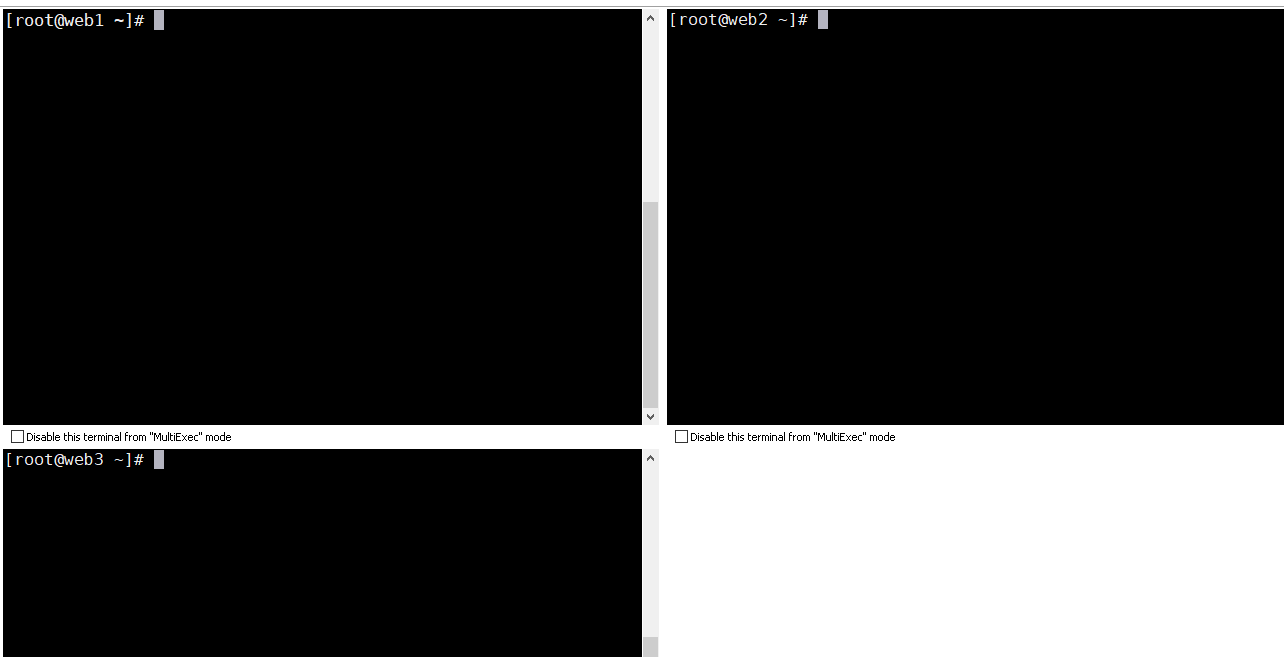 [root@web1 ~]#
[root@web2 ~]#
Disable this terminal from "MultiExec" mode
Disable this terminal from "MultiExec" mode
[root@web3 ~]#